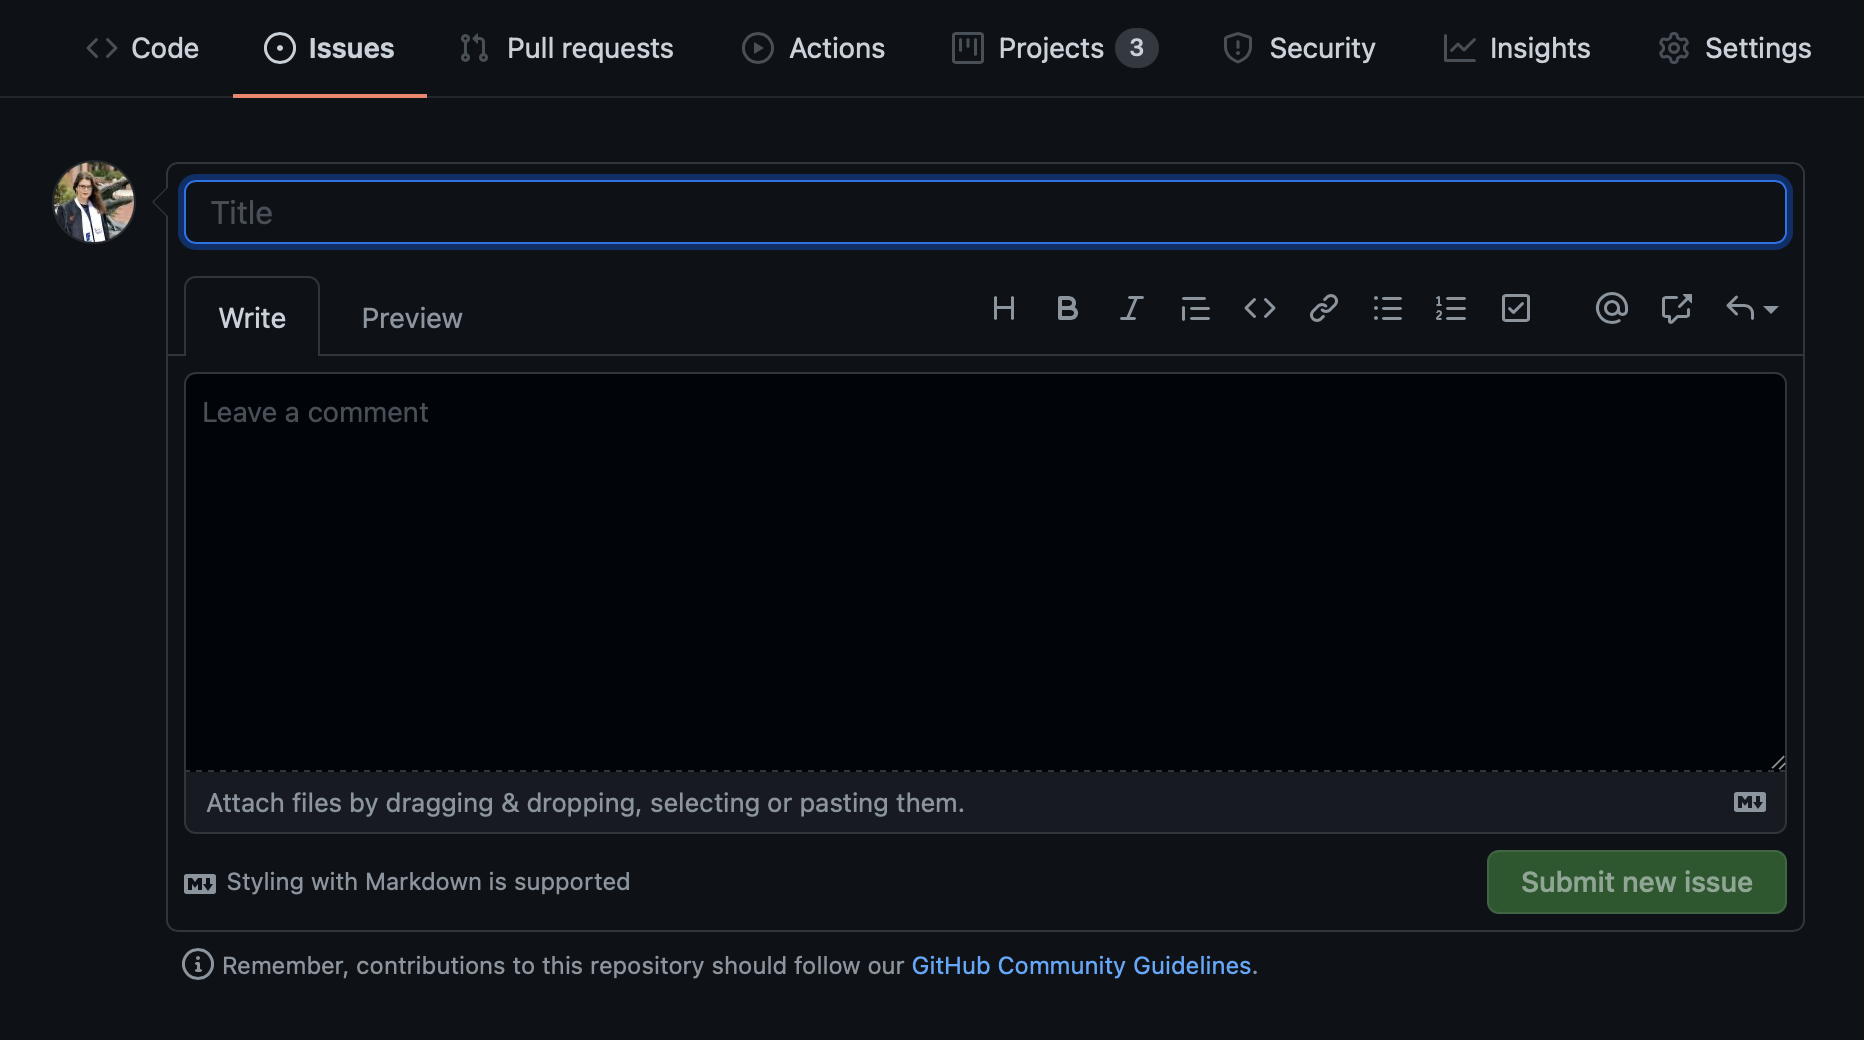 Code Issues Pull requests Actions Projects 3 Security Insights Settings
Title
Write Preview
Leave a comment
Attach files by dragging & dropping, selecting or pasting them.
Styling with Markdown is supported
Submit new issue
Remember, contributions to this repository should follow our GitHub Community Guidelines.